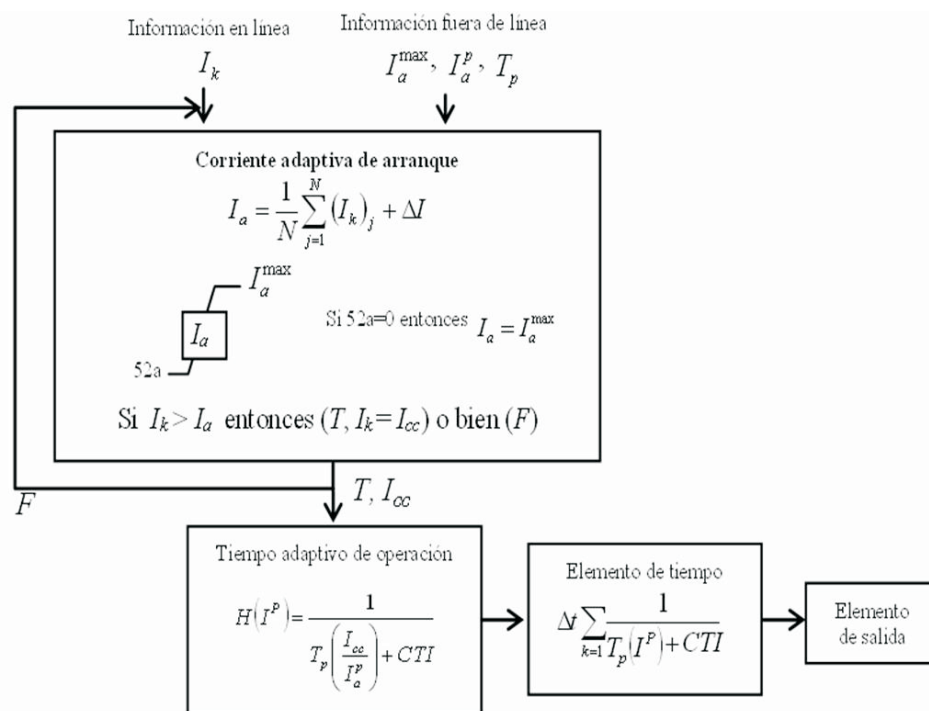 Información en línea
Información fuera de línea
I_k
I_a^max, I_a^p, T_p
Corriente adaptiva de arranque
I_a = 1/N ∑_{j=1}^{N} (I_k)_j + ΔI
I_a^max
I_a
52a
Si 52a=0 entonces I_a = I_a^max
Si I_k > I_a entonces (T, I_k = I_cc) o bien (F)
F
T, I_cc
Tiempo adaptivo de operación
H(I^P) = 1 / (T_p (I_cc / I_a^p) + CTI)
Elemento de tiempo
Δt ∑_{k=1} 1 / (T_p(I^P) + CTI)
Elemento
de salida